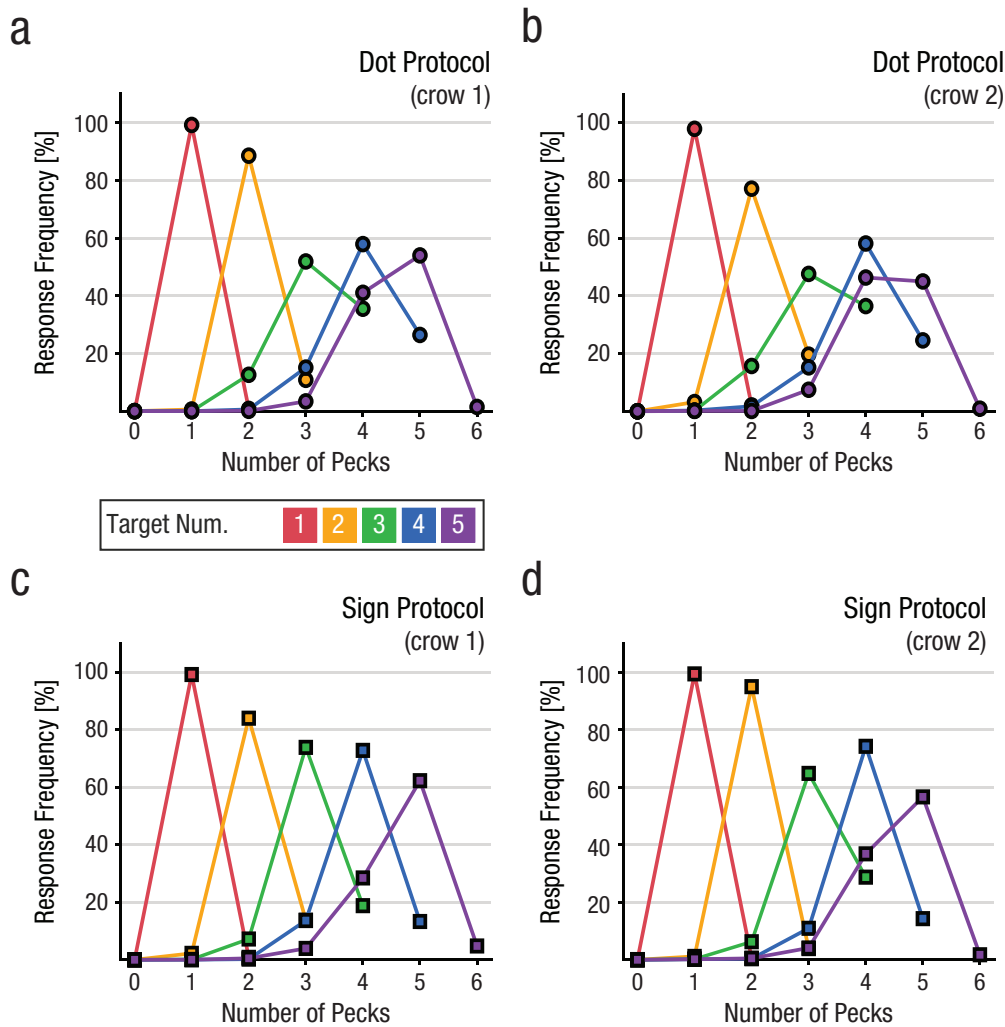 a
Dot Protocol
(crow 1)
Response Frequency [%]
100
80
60
40
20
0 1 2 3 4 5 6
Number of Pecks
b
Dot Protocol
(crow 2)
Response Frequency [%]
100
80
60
40
20
0 1 2 3 4 5 6
Number of Pecks
Target Num. 1 2 3 4 5
c
Sign Protocol
(crow 1)
Response Frequency [%]
100
80
60
40
20
0 1 2 3 4 5 6
Number of Pecks
d
Sign Protocol
(crow 2)
Response Frequency [%]
100
80
60
40
20
0 1 2 3 4 5 6
Number of Pecks